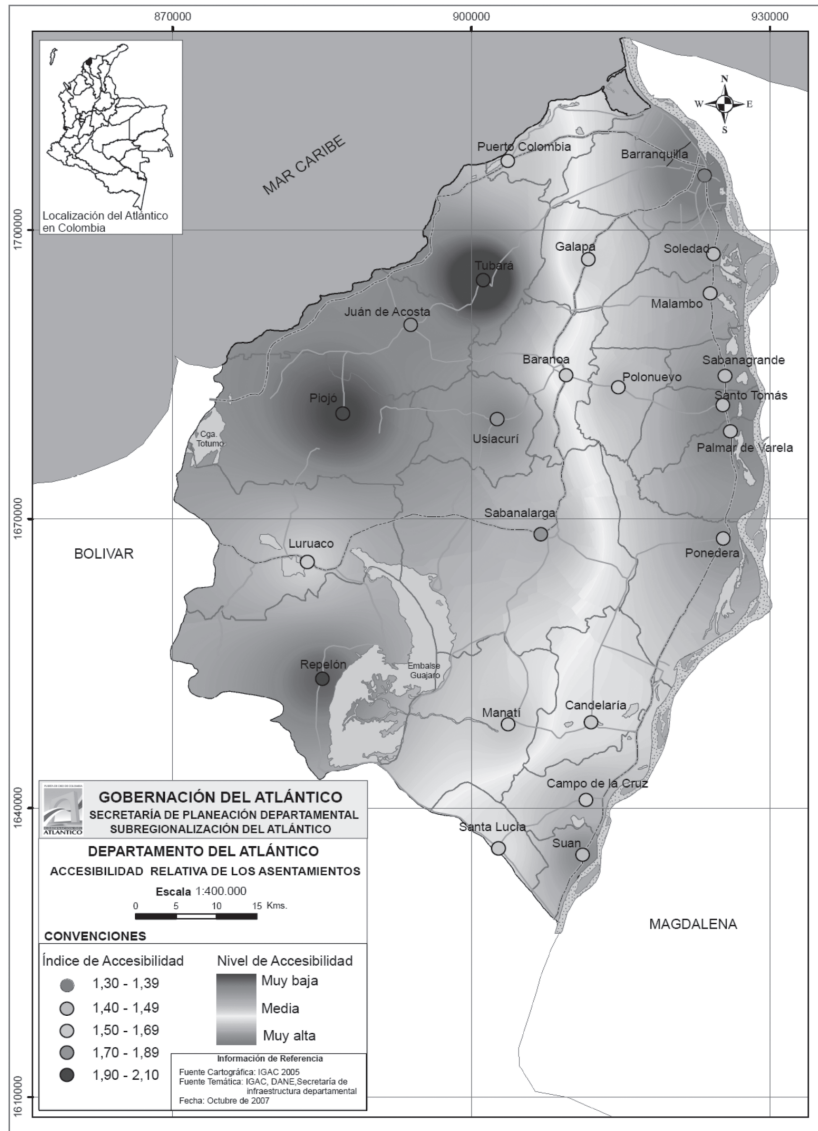 870000
900000
930000
1700000
1670000
1640000
1610000
Localización del Atlántico
en Colombia
N
W
E
S
MAR CARIBE
Puerto Colombia
Barranquilla
Galapa
Soledad
Tubará
Malambo
Juán de Acosta
Baranoa
Polonuevo
Sabanagrande
Santo Tomás
Piojó
Usiacurí
Palmar de Varela
Cga.
Totumo
Sabanalarga
Ponedera
BOLIVAR
Luruaco
Repelón
Embalse
Guajaro
Manatí
Candelaría
Campo de la Cruz
Santa Lucía
Suan
MAGDALENA
ATLANTICO
GOBERNACIÓN DEL ATLÁNTICO
SECRETARÍA DE PLANEACIÓN DEPARTAMENTAL
SUBREGIONALIZACIÓN DEL ATLÁNTICO
DEPARTAMENTO DEL ATLÁNTICO
ACCESIBILIDAD RELATIVA DE LOS ASENTAMIENTOS
Escala 1:400.000
0 5 10 15 Kms.
CONVENCIONES
Índice de Accesibilidad
1,30 - 1,39
1,40 - 1,49
1,50 - 1,69
1,70 - 1,89
1,90 - 2,10
Nivel de Accesibilidad
Muy baja
Media
Muy alta
Información de Referencia
Fuente Cartográfica: IGAC 2005
Fuente Temática: IGAC, DANE,Secretaría de
infraestructura departamental
Fecha: Octubre de 2007